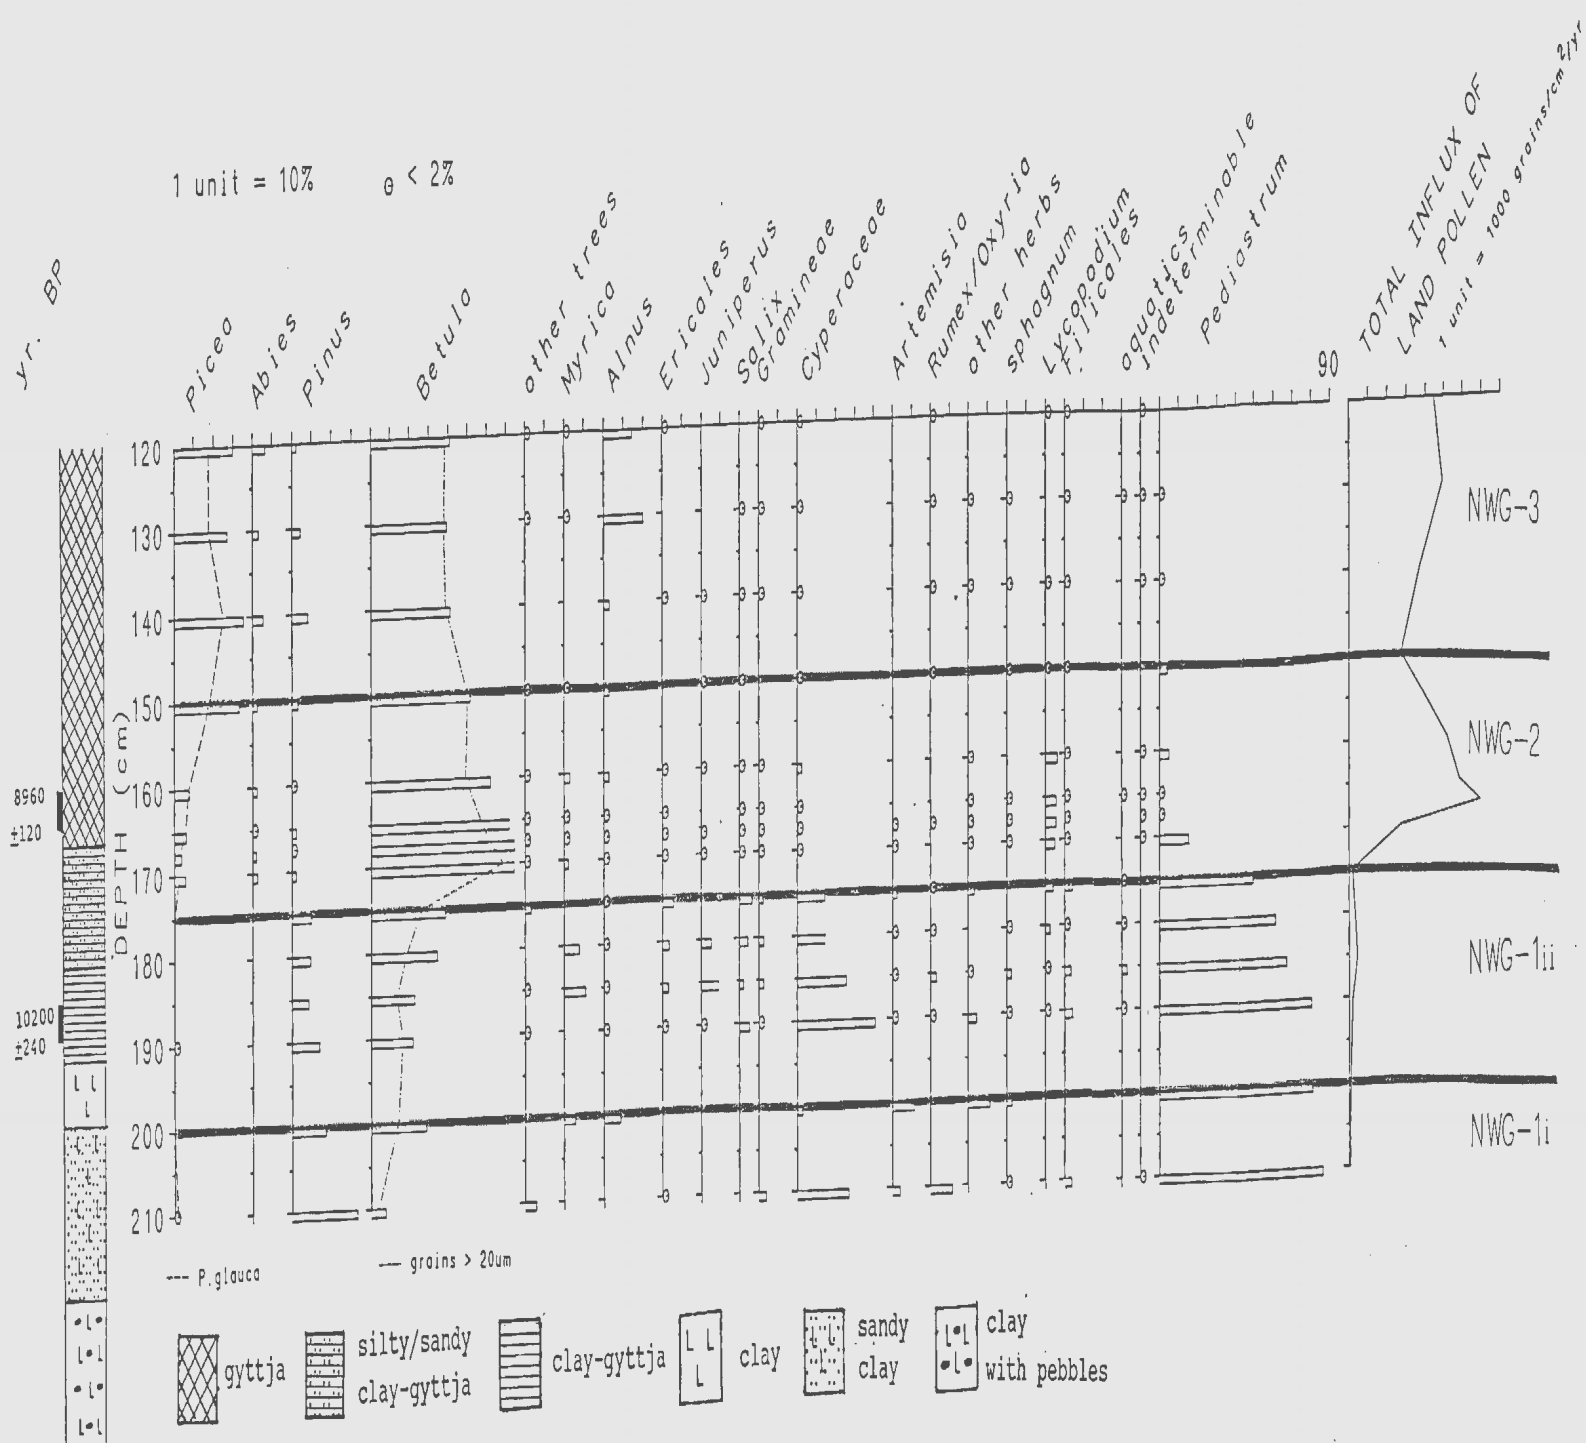 1 unit = 10%
ɵ < 2%
yr. BP
Picea
Abies
Pinus
Betula
other trees
Myrica
Alnus
Ericales
Juniperus
Salix
Gramineae
Cyperaceae
Artemisia
Rumex/Oxyria
other herbs
sphagnum
Lycopodium
Filicales
aquatics
indeterminable
Pediastrum
90
TOTAL INFLUX OF
LAND POLLEN
1 unit = 1000 grains/cm²/yr
DEPTH (cm)
120
130
140
150
160
170
180
190
200
210
8960
±120
10200
±240
NWG-3
NWG-2
NWG-1ii
NWG-1i
--- P.glauca
-·- grains > 20um
gyttja
silty/sandy
clay-gyttja
clay-gyttja
clay
sandy
clay
clay
with pebbles